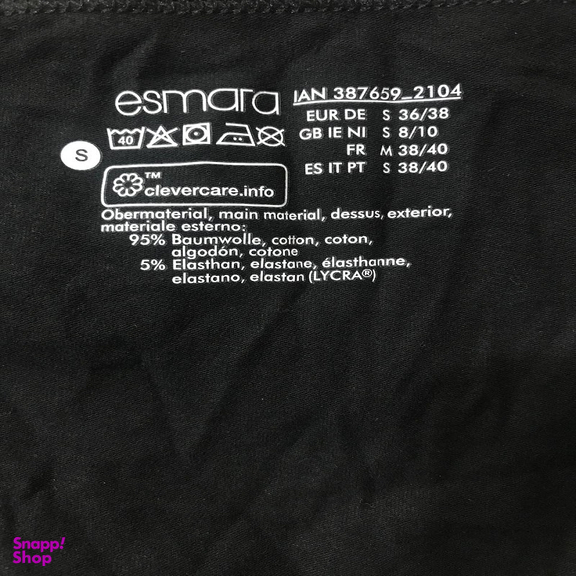 esmara
IAN 387659_2104
EUR DE S 36/38
GB IE NI S 8/10
FR M 38/40
ES IT PT S 38/40
40
S
™
clevercare.info
Obermaterial, main material, dessus, exterior,
materiale esterno:
95% Baumwolle, cotton, coton,
algodón, cotone
5% Elasthan, elastane, élasthanne,
elastano, elastan (LYCRA®)
Snapp!
Shop